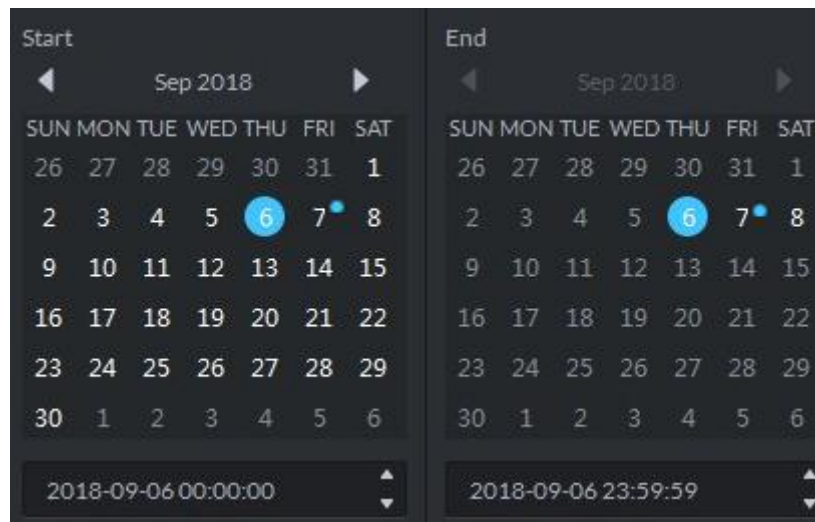 Start
Sep 2018
SUN MON TUE WED THU FRI SAT
26 27 28 29 30 31 1
2 3 4 5 6 7 8
9 10 11 12 13 14 15
16 17 18 19 20 21 22
23 24 25 26 27 28 29
30 1 2 3 4 5 6
2018-09-06 00:00:00
End
Sep 2018
SUN MON TUE WED THU FRI SAT
26 27 28 29 30 31 1
2 3 4 5 6 7 8
9 10 11 12 13 14 15
16 17 18 19 20 21 22
23 24 25 26 27 28 29
30 1 2 3 4 5 6
2018-09-06 23:59:59